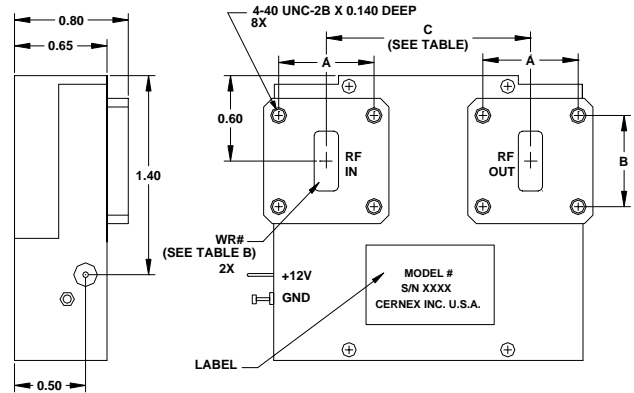 0.80
0.65
4-40 UNC-2B X 0.140 DEEP
8X
C
(SEE TABLE)
A
A
0.60
1.40
B
RF
IN
RF
OUT
WR#
(SEE TABLE B)
2X
+12V
GND
MODEL #
S/N XXXX
CERNEX INC. U.S.A.
LABEL
0.50